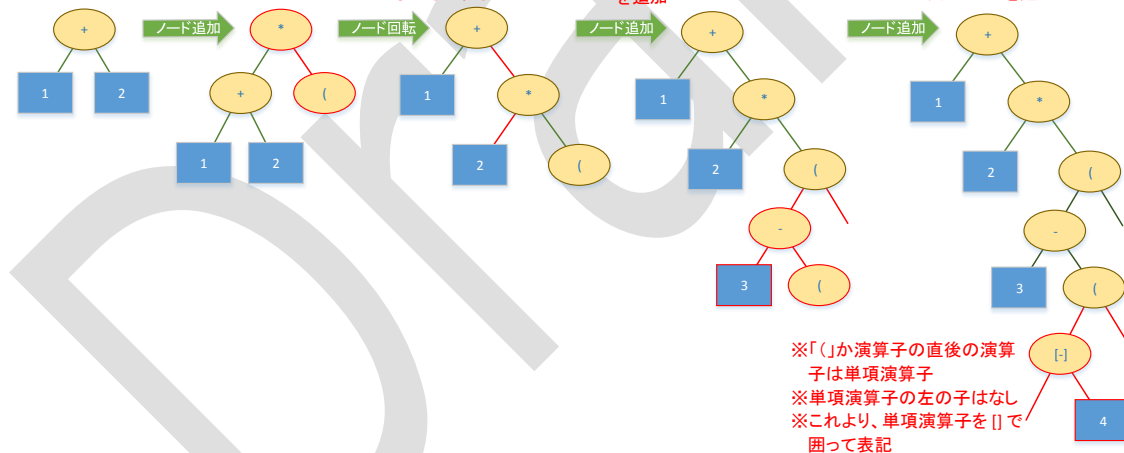 を追加
ノード追加
ノード回転
ノード追加
ノード追加
+
1
2
*
+
(
1
2
+
1
*
2
(
+
1
*
2
(
-
3
(
+
1
*
2
(
-
3
(
[-]
4
※「(」か演算子の直後の演算
子は単項演算子
※単項演算子の左の子はなし
※これより、単項演算子を [] で
囲って表記
Draft